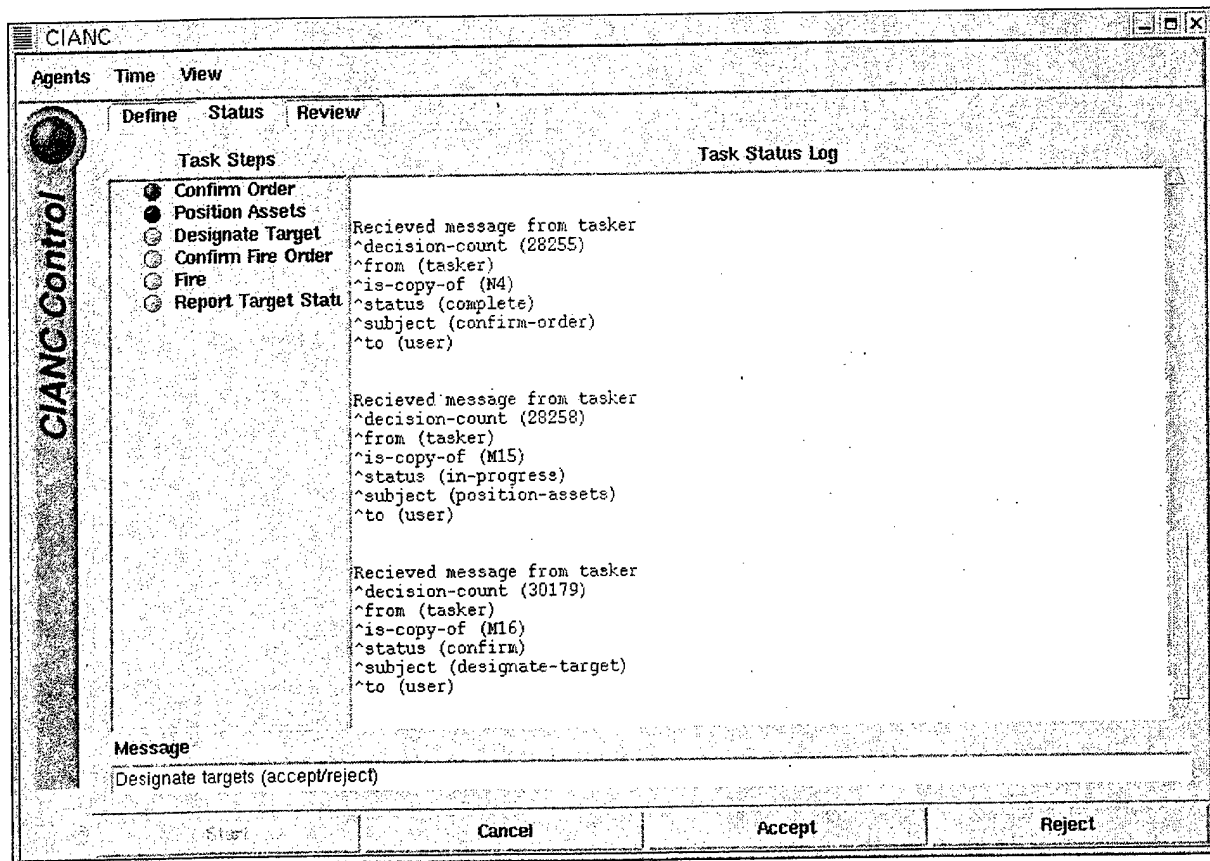 CIANC
Agents Time View
Define Status Review
CIANC Control
Task Steps
Task Status Log
Confirm Order
Position Assets
Designate Target
Confirm Fire Order
Fire
Report Target Statu
Recieved message from tasker
^decision-count (28255)
^from (tasker)
^is-copy-of (N4)
^status (complete)
^subject (confirm-order)
^to (user)
Recieved message from tasker
^decision-count (28258)
^from (tasker)
^is-copy-of (M15)
^status (in-progress)
^subject (position-assets)
^to (user)
Recieved message from tasker
^decision-count (30179)
^from (tasker)
^is-copy-of (M16)
^status (confirm)
^subject (designate-target)
^to (user)
Message
Designate targets (accept/reject)
Start Cancel Accept Reject